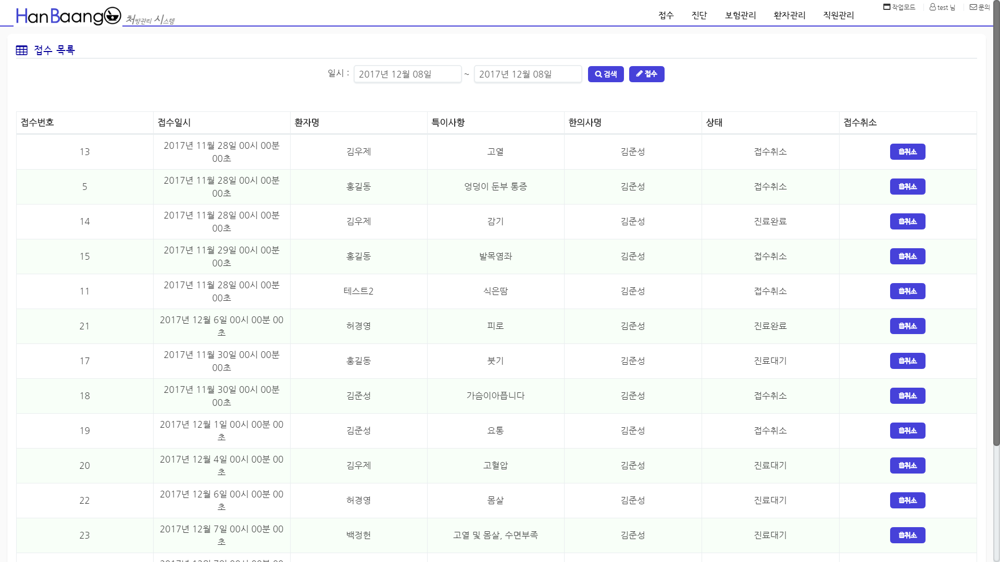 HanBaang 처방관리 시스템
접수 진단 보험관리 환자관리 직원관리
작업모드 test 님 문의
접수 목록
일시 : 2017년 12월 08일 ~ 2017년 12월 08일 검색 접수
접수번호 접수일시 환자명 특이사항 한의사명 상태 접수취소
13 2017년 11월 28일 00시 00분 00초 김우제 고열 김준성 접수취소 취소
5 2017년 11월 28일 00시 00분 00초 홍길동 엉덩이 둔부 통증 김준성 접수취소 취소
14 2017년 11월 28일 00시 00분 00초 김우제 감기 김준성 진료완료 취소
15 2017년 11월 29일 00시 00분 00초 홍길동 발목염좌 김준성 접수취소 취소
11 2017년 11월 28일 00시 00분 00초 테스트2 식은땀 김준성 접수취소 취소
21 2017년 12월 6일 00시 00분 00초 허경영 피로 김준성 진료완료 취소
17 2017년 11월 30일 00시 00분 00초 홍길동 붓기 김준성 진료대기 취소
18 2017년 11월 30일 00시 00분 00초 김준성 가슴이아픕니다 김준성 접수취소 취소
19 2017년 12월 1일 00시 00분 00초 김준성 요통 김준성 접수취소 취소
20 2017년 12월 4일 00시 00분 00초 김우제 고혈압 김준성 진료대기 취소
22 2017년 12월 6일 00시 00분 00초 허경영 몸살 김준성 진료대기 취소
23 2017년 12월 7일 00시 00분 00초 백정헌 고열 및 몸살, 수면부족 김준성 진료대기 취소